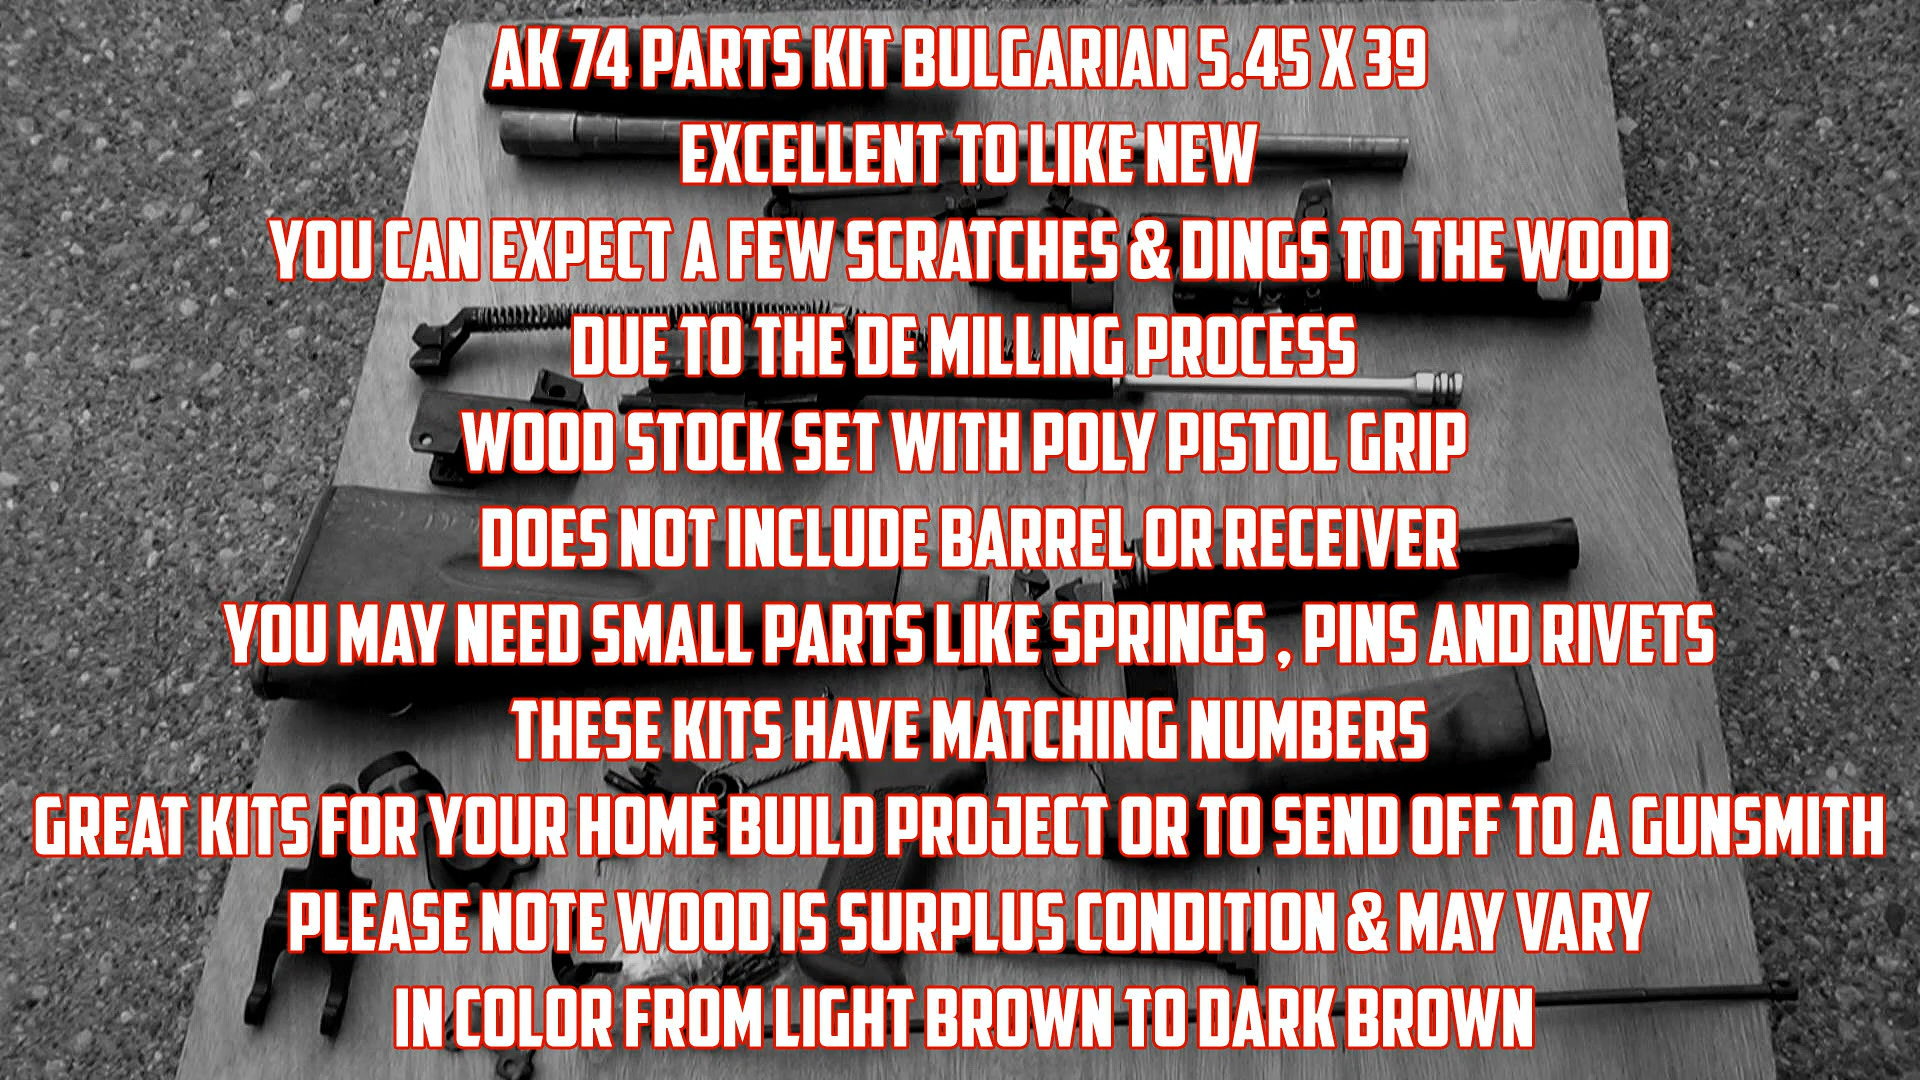 AK 74 PARTS KIT BULGARIAN 5.45 X 39
EXCELLENT TO LIKE NEW
YOU CAN EXPECT A FEW SCRATCHES & DINGS TO THE WOOD
DUE TO THE DE MILLING PROCESS
WOOD STOCK SET WITH POLY PISTOL GRIP
DOES NOT INCLUDE BARREL OR RECEIVER
YOU MAY NEED SMALL PARTS LIKE SPRINGS , PINS AND RIVETS
THESE KITS HAVE MATCHING NUMBERS
GREAT KITS FOR YOUR HOME BUILD PROJECT OR TO SEND OFF TO A GUNSMITH
PLEASE NOTE WOOD IS SURPLUS CONDITION & MAY VARY
IN COLOR FROM LIGHT BROWN TO DARK BROWN